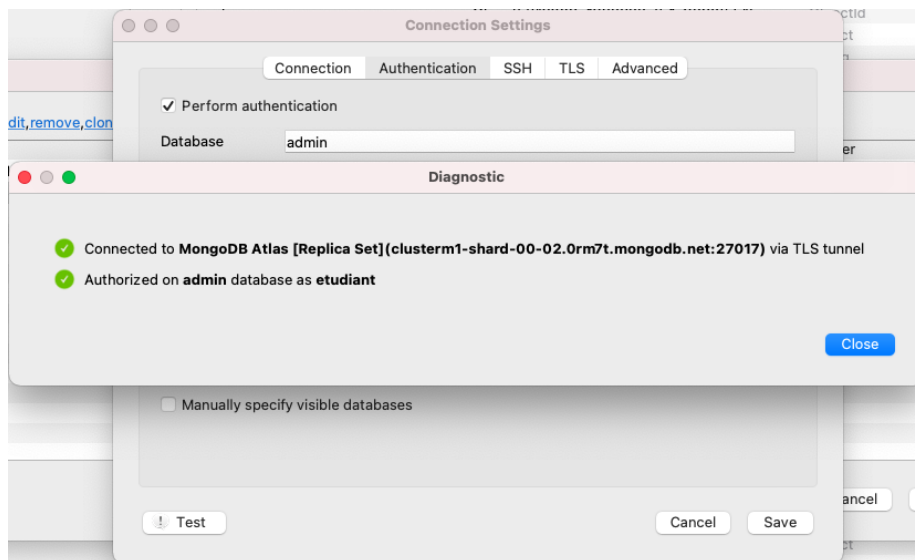 Connection Settings
Connection Authentication SSH TLS Advanced
Perform authentication
dit,remove,clon
Database admin
er
Diagnostic
Connected to MongoDB Atlas [Replica Set](clusterm1-shard-00-02.0rm7t.mongodb.net:27017) via TLS tunnel
Authorized on admin database as etudiant
Close
Manually specify visible databases
ancel
! Test Cancel Save
ct